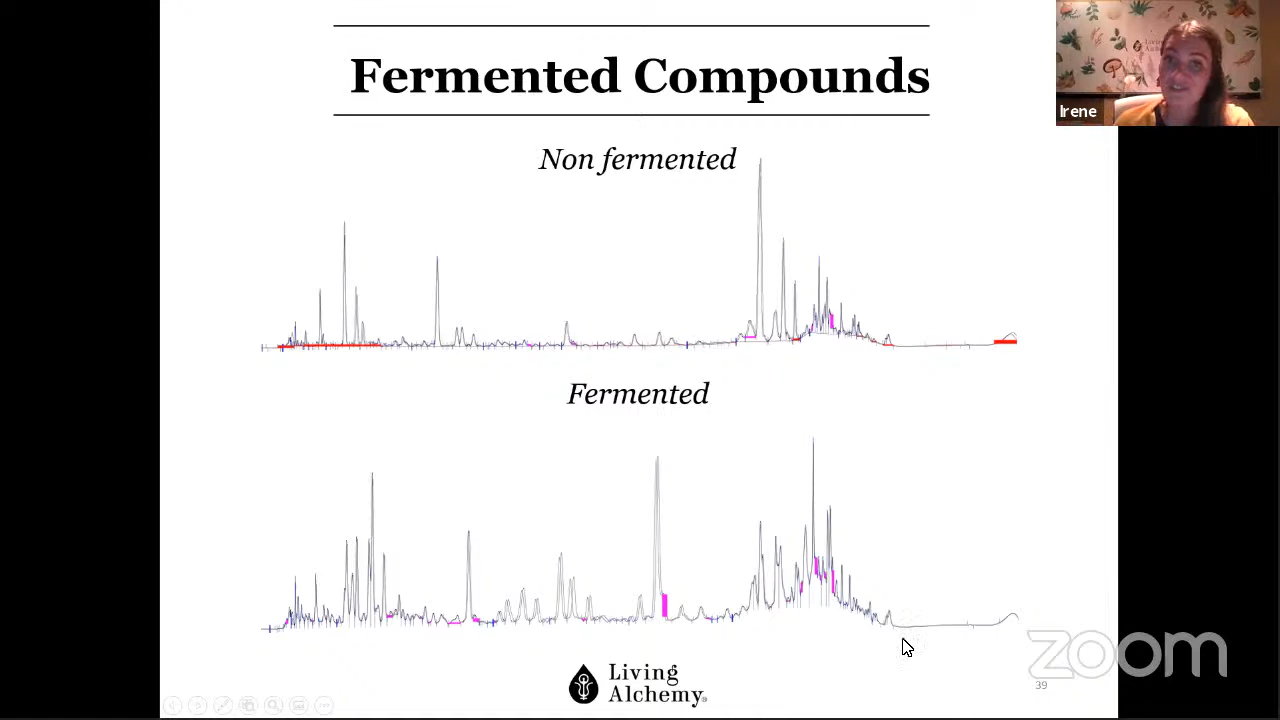 Fermented Compounds
Irene
Non fermented
Fermented
Living
Alchemy®
zoom
39